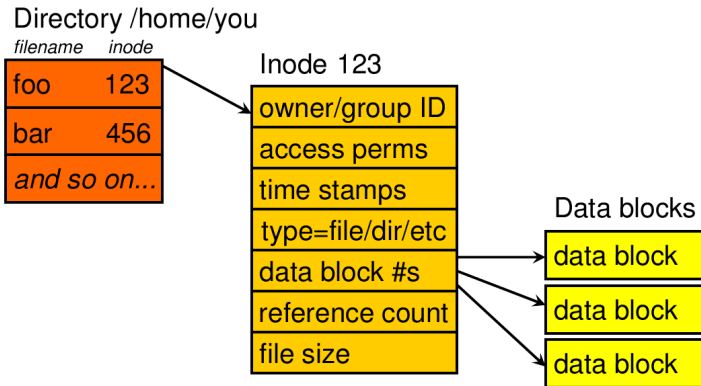 Directory /home/you
filename inode
foo 123
bar 456
and so on...
Inode 123
owner/group ID
access perms
time stamps
type=file/dir/etc
data block #s
reference count
file size
Data blocks
data block
data block
data block